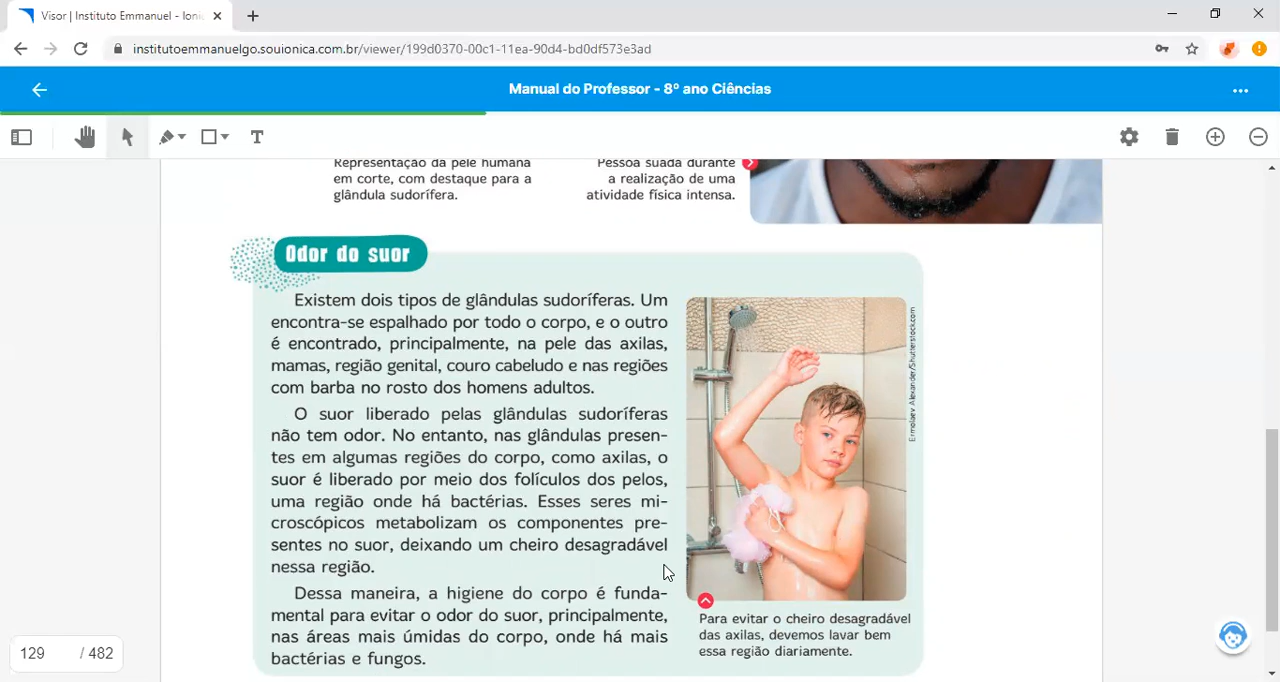 Visor | Instituto Emmanuel - Ioni
institutoemmanuelgo.souionica.com.br/viewer/199d0370-00c1-11ea-90d4-bd0df573e3ad
Manual do Professor - 8º ano Ciências
T
Representação da pele humana
em corte, com destaque para a
glândula sudorífera.
Pessoa suada durante
a realização de uma
atividade física intensa.
Odor do suor
Existem dois tipos de glândulas sudoríferas. Um
encontra-se espalhado por todo o corpo, e o outro
é encontrado, principalmente, na pele das axilas,
mamas, região genital, couro cabeludo e nas regiões
com barba no rosto dos homens adultos.
O suor liberado pelas glândulas sudoríferas
não tem odor. No entanto, nas glândulas presen-
tes em algumas regiões do corpo, como axilas, o
suor é liberado por meio dos folículos dos pelos,
uma região onde há bactérias. Esses seres mi-
croscópicos metabolizam os componentes pre-
sentes no suor, deixando um cheiro desagradável
nessa região.
Dessa maneira, a higiene do corpo é funda-
mental para evitar o odor do suor, principalmente,
nas áreas mais úmidas do corpo, onde há mais
bactérias e fungos.
Ermolaev Alexander/Shutterstock.com
Para evitar o cheiro desagradável
das axilas, devemos lavar bem
essa região diariamente.
129 / 482